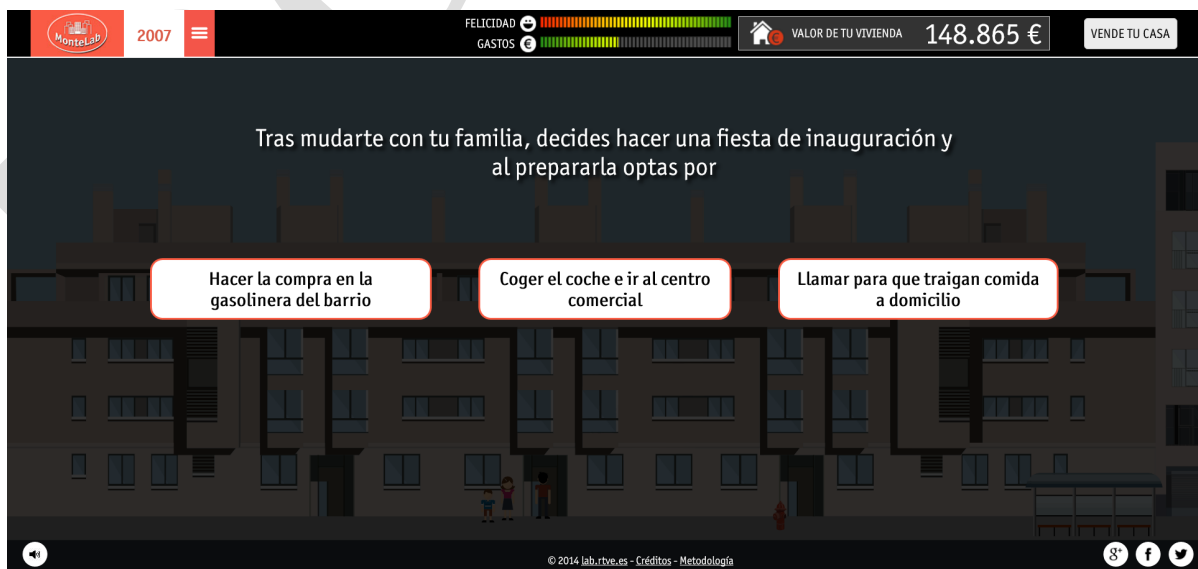 MonteLab
2007
FELICIDAD
GASTOS €
€ VALOR DE TU VIVIENDA 148.865 €
VENDE TU CASA
Tras mudarte con tu familia, decides hacer una fiesta de inauguración y
al prepararla optas por
Hacer la compra en la
gasolinera del barrio
Coger el coche e ir al centro
comercial
Llamar para que traigan comida
a domicilio
© 2014 lab.rtve.es - Créditos - Metodología
8+ f